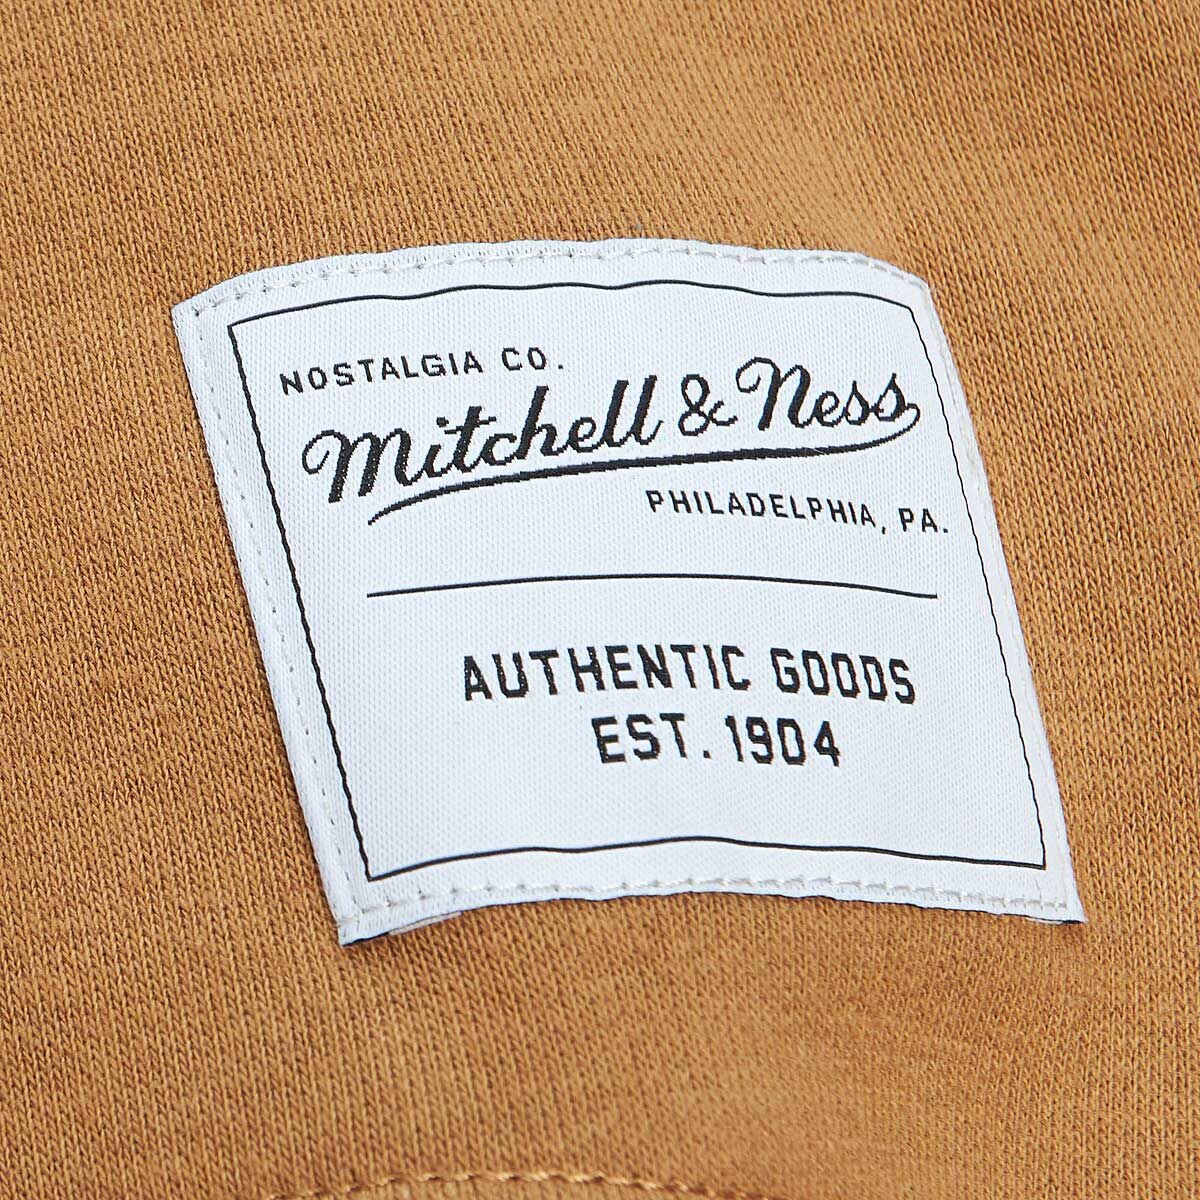 NOSTALGIA CO.
Mitchell & Ness
PHILADELPHIA, PA.
AUTHENTIC GOODS
EST. 1904